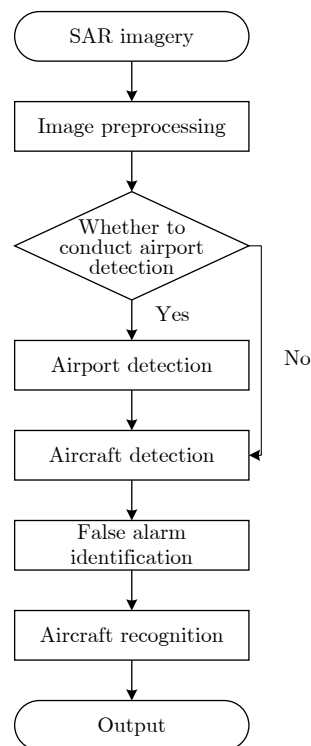 SAR imagery
Image preprocessing
Whether to
conduct airport
detection
Yes
No
Airport detection
Aircraft detection
False alarm
identification
Aircraft recognition
Output